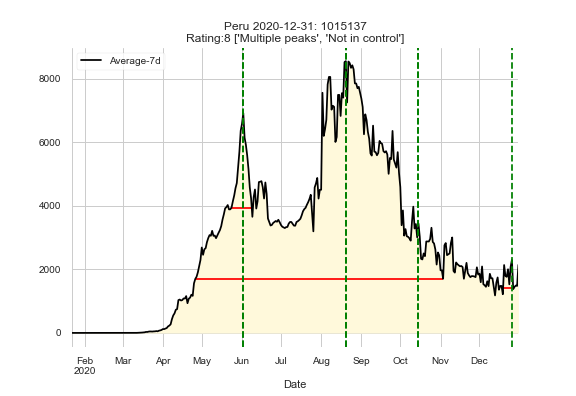 Peru 2020-12-31: 1015137
Rating:8 ['Multiple peaks', 'Not in control']
Average-7d
8000
6000
4000
2000
0
Feb Mar Apr May Jun Jul Aug Sep Oct Nov Dec
2020
Date